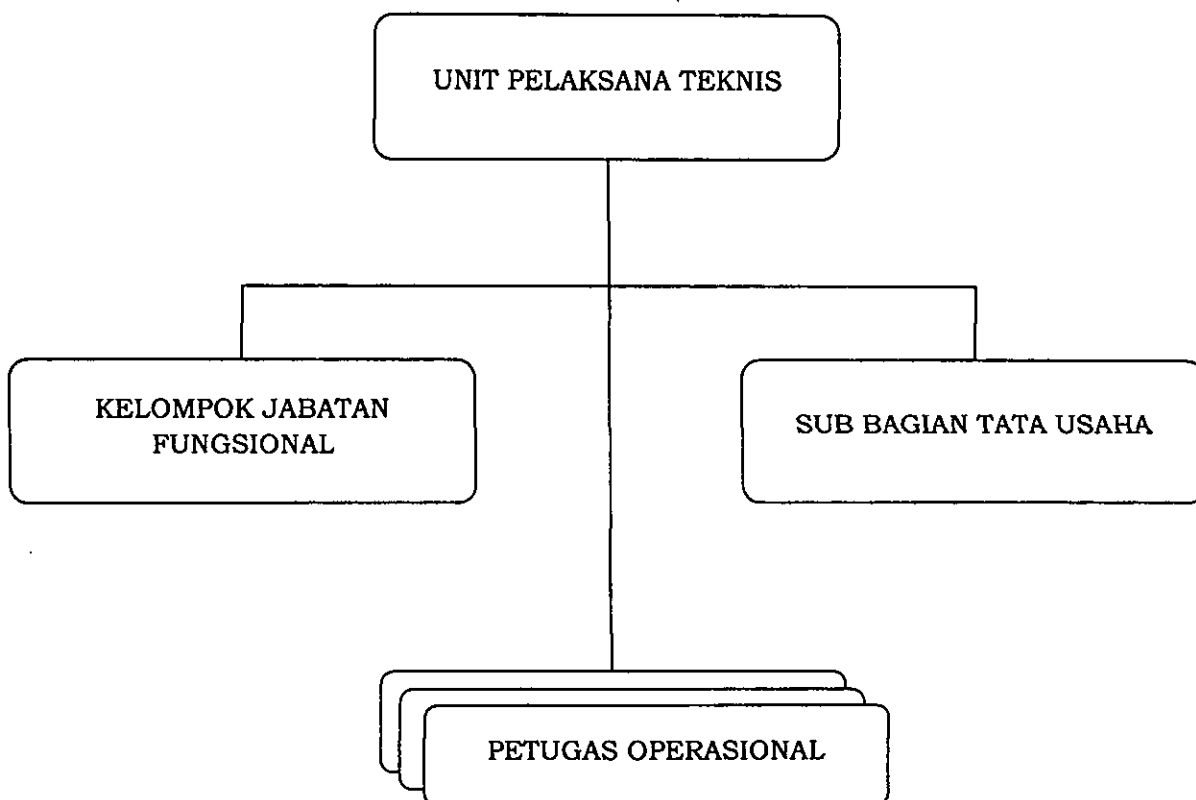 UNIT PELAKSANA TEKNIS
KELOMPOK JABATAN
FUNGSIONAL
SUB BAGIAN TATA USAHA
PETUGAS OPERASIONAL